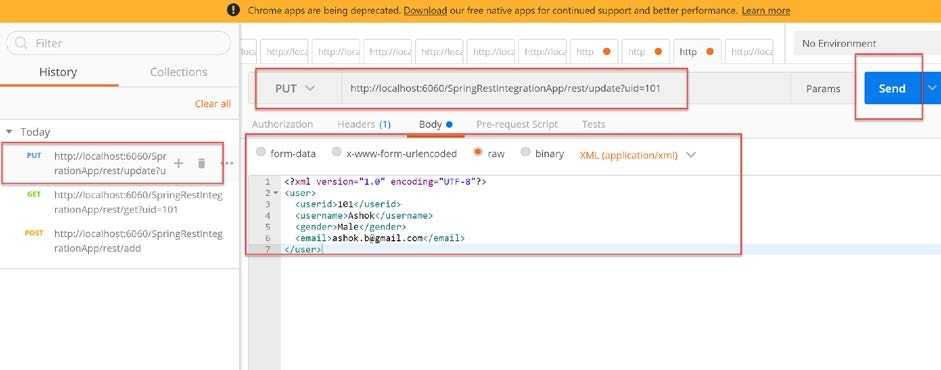 Chrome apps are being deprecated. Download our free native apps for continued support and better performance. Learn more
Filter
History
Collections
Clear all
Today
PUT
http://localhost:6060/Spr
rationApp/rest/update?u
GET
http://localhost:6060/SpringRestInteg
rationApp/rest/get?uid=101
POST
http://localhost:6060/SpringRestInteg
rationApp/rest/add
http://loca
http://loca
http://loca
http://loca
http://loca
http://loca
http
http
http
http://loca
No Environment
PUT
http://localhost:6060/SpringRestIntegrationApp/rest/update?uid=101
Params
Send
Authorization
Headers (1)
Body
Pre-request Script
Tests
form-data
x-www-form-urlencoded
raw
binary
XML (application/xml)
1 <?xml version="1.0" encoding="UTF-8"?>
2 <user>
3 <userid>101</userid>
4 <username>Ashok</username>
5 <gender>Male</gender>
6 <email>ashok.b@gmail.com</email>
7 </user>